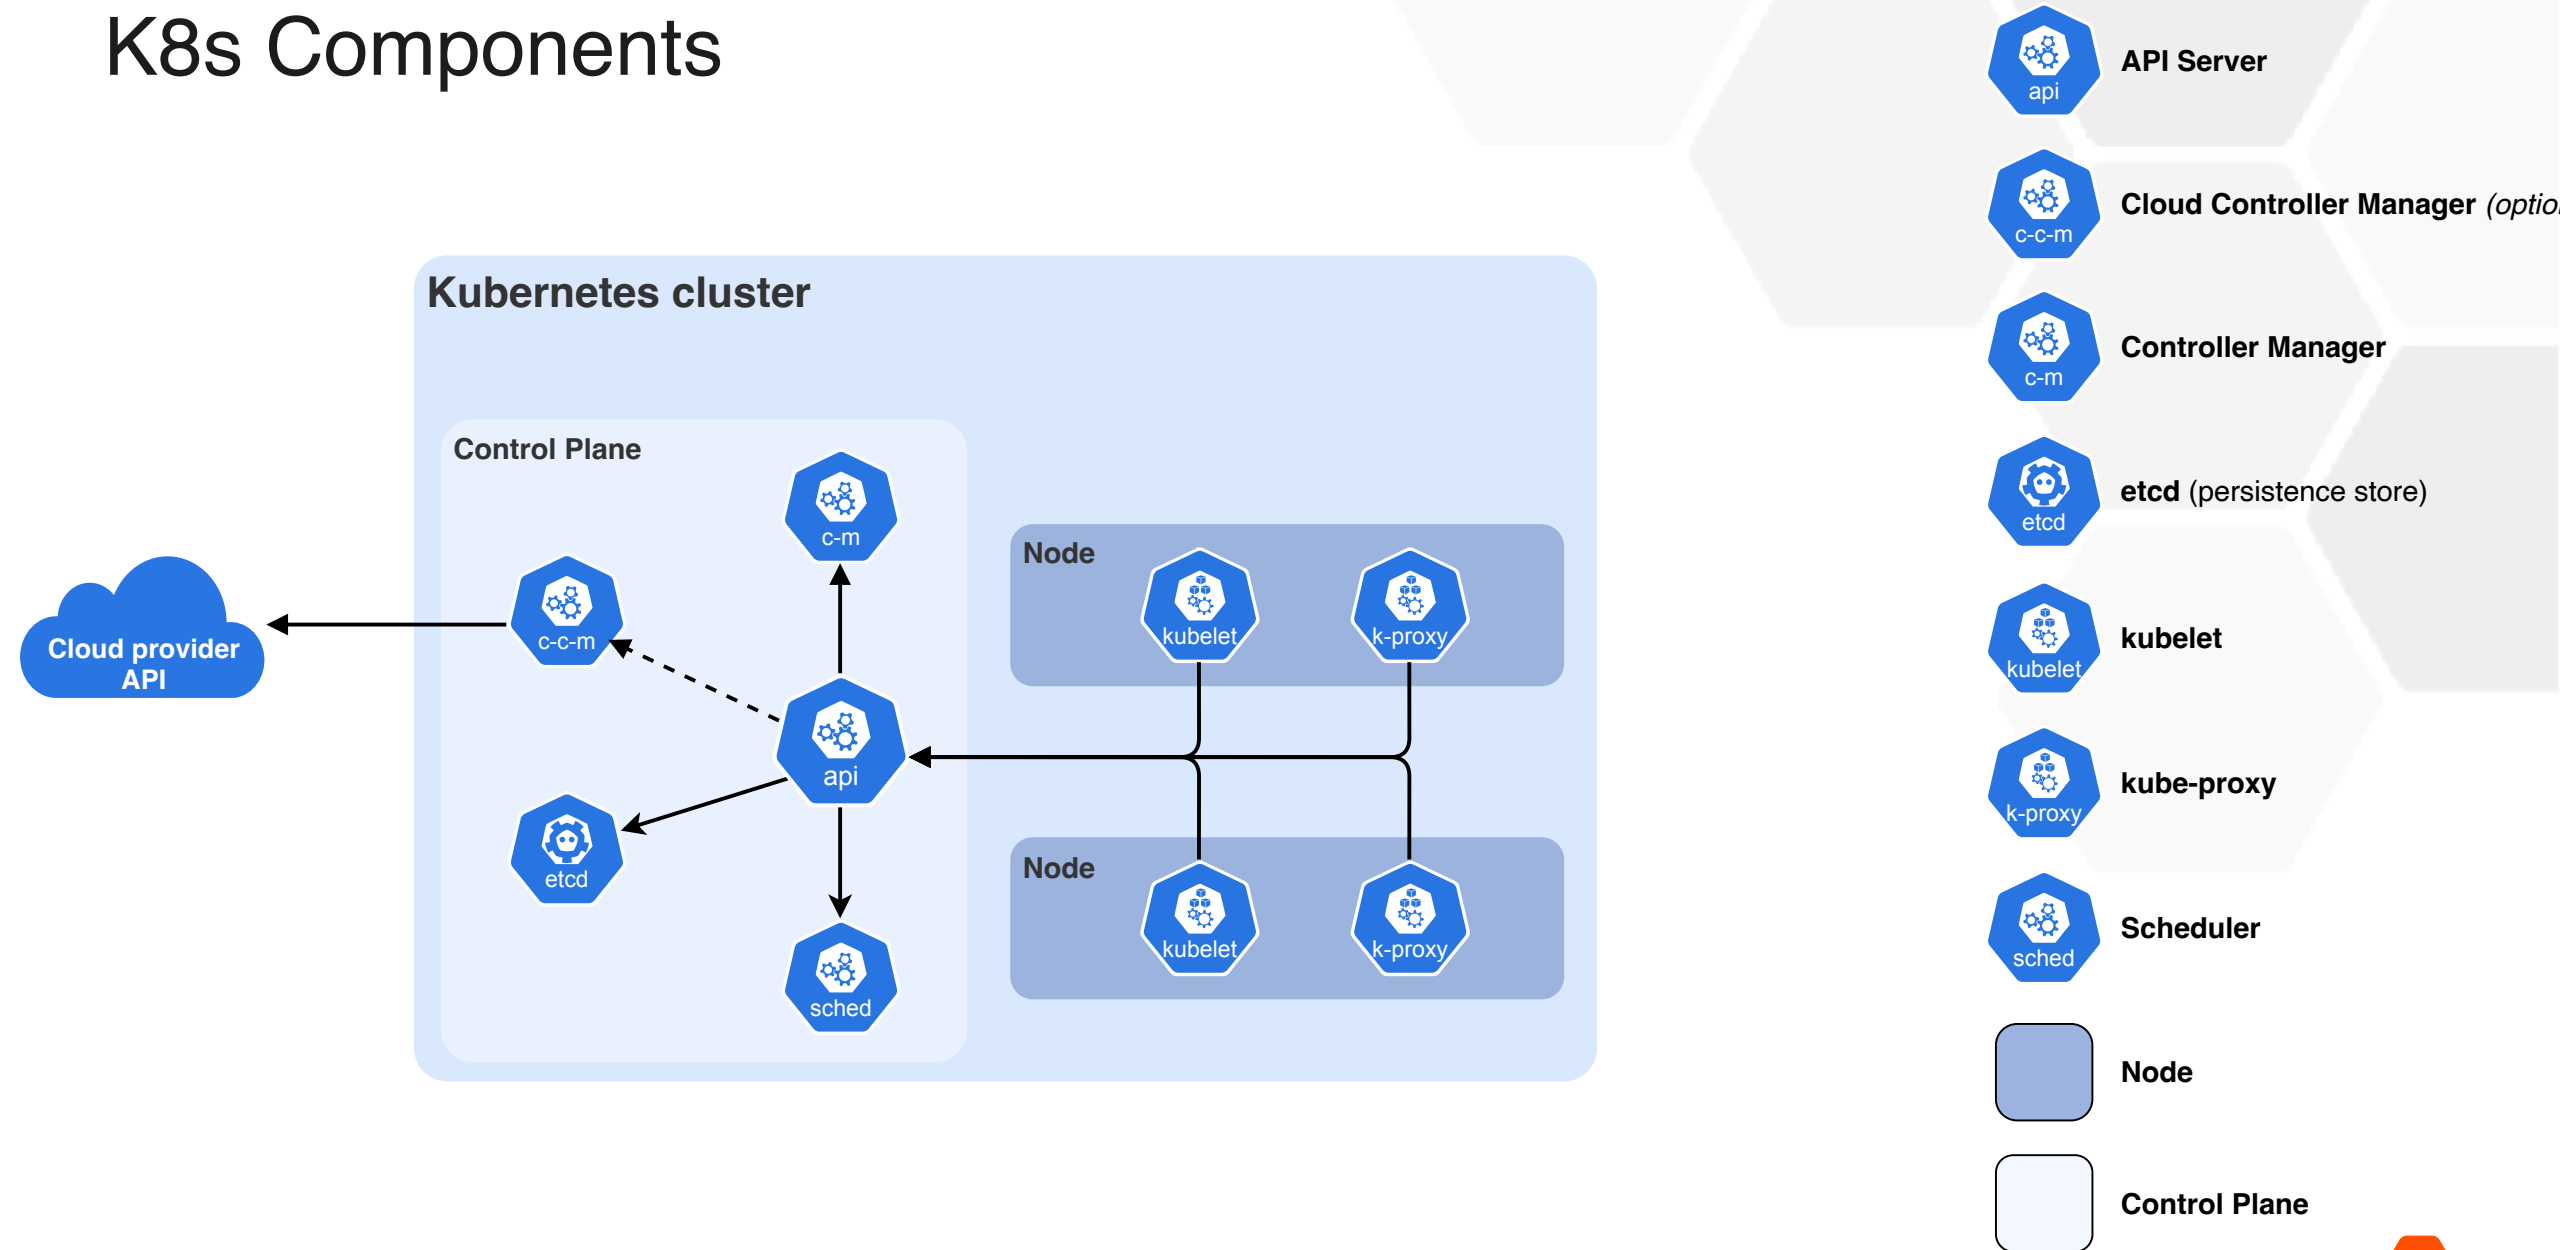 K8s Components
Kubernetes cluster
Control Plane
c-m
c-c-m
Cloud provider
API
api
etcd
sched
Node
kubelet
k-proxy
Node
kubelet
k-proxy
api
API Server
c-c-m
Cloud Controller Manager (optio
c-m
Controller Manager
etcd
etcd (persistence store)
kubelet
kubelet
k-proxy
kube-proxy
sched
Scheduler
Node
Control Plane